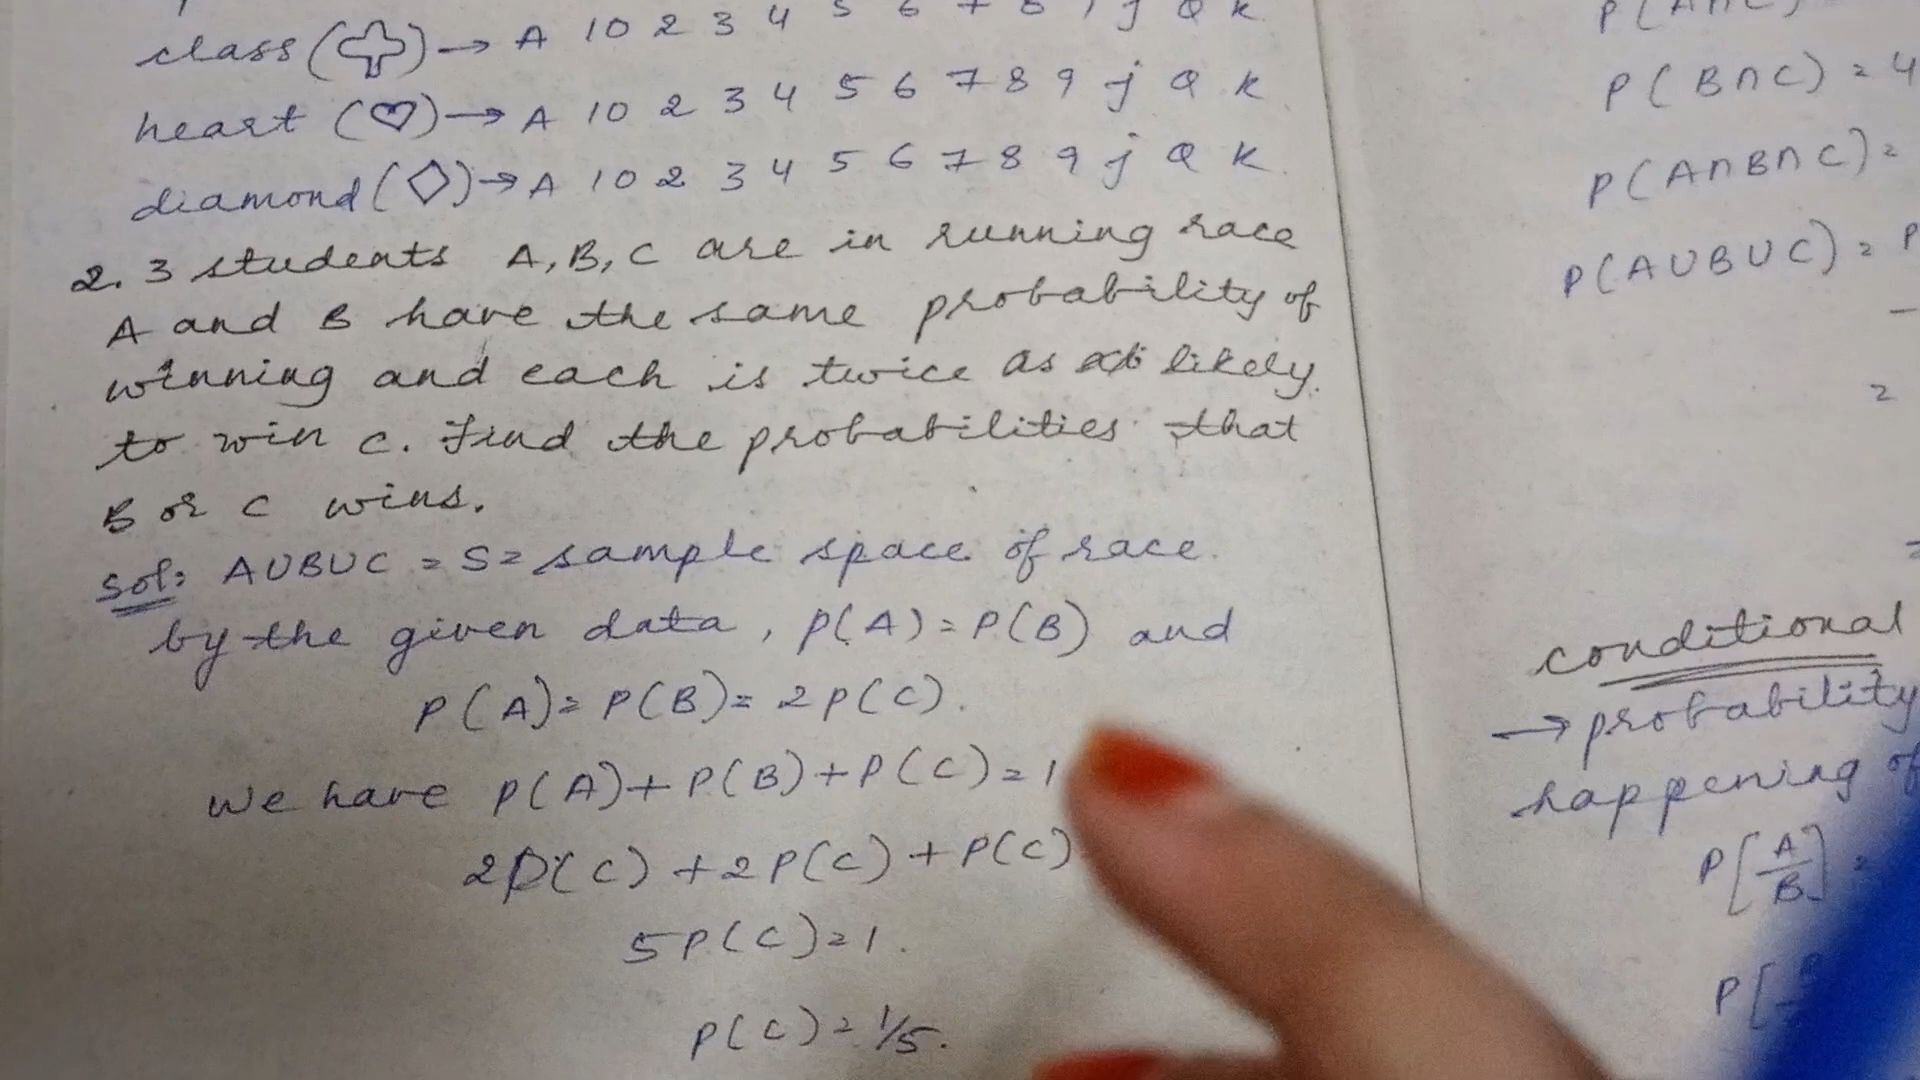 class ( ) → A 10 2 3 4 5 6 7 8 9 j Q K
heart (♡) → A 10 2 3 4 5 6 7 8 9 j Q K
diamond (◇) → A 10 2 3 4 5 6 7 8 9 j Q K
2. 3 students A, B, C are in running race
A and B have the same probability of
winning and each is twice as likely
to win C. Find the probabilities that
B or C wins.
Sol: AUBUC = S = sample space of race.
by the given data, P(A) = P(B) and
P(A) = P(B) = 2P(C).
We have P(A) + P(B) + P(C) = 1
2P(C) + 2P(C) + P(C)
5P(C) = 1.
P(C) = 1/5.
P(B∩C) = 4
P(A∩B∩C) =
P(AUBUC) = P
conditional
→ probability
happening of
P[A/B] =
P[